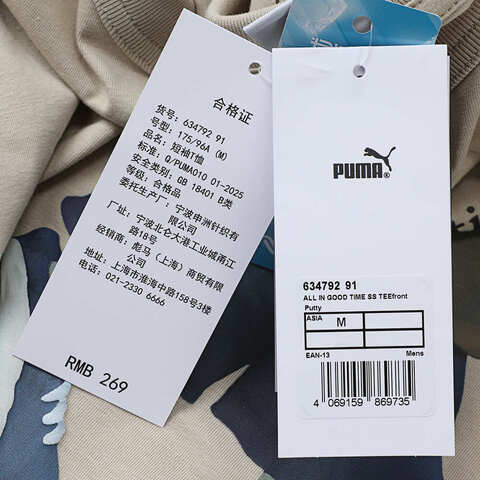 合格证
货号: 634792 91
号型: 175/96A (M)
品名: 短袖T恤
标准: Q/PUMA010 01-2025
安全类别: GB 18401 B类
等级: 合格品
委托生产厂: 宁波申洲针织有
限公司
厂址: 宁波北仑大港工业城甬江
路18号
经销商: 彪马（上海）商贸有限
公司
地址: 上海市淮海中路158号3楼
电话: 021-2330 6666
RMB 269
PUMA®
634792 91
ALL IN GOOD TIME SS TEEfront
Putty
ASIA M
EAN-13 Mens
4 069159 869735